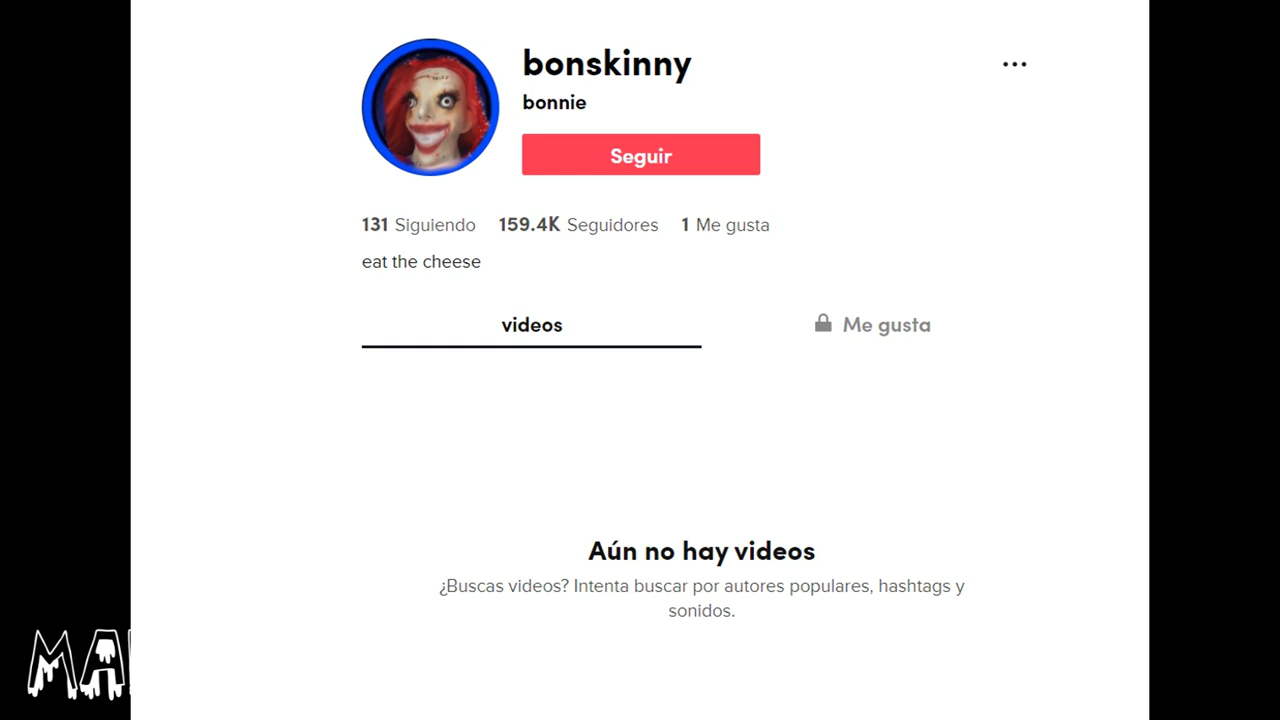 bonskinny
bonnie
Seguir
131 Siguiendo 159.4K Seguidores 1 Me gusta
eat the cheese
videos Me gusta
Aún no hay videos
¿Buscas videos? Intenta buscar por autores populares, hashtags y
sonidos.